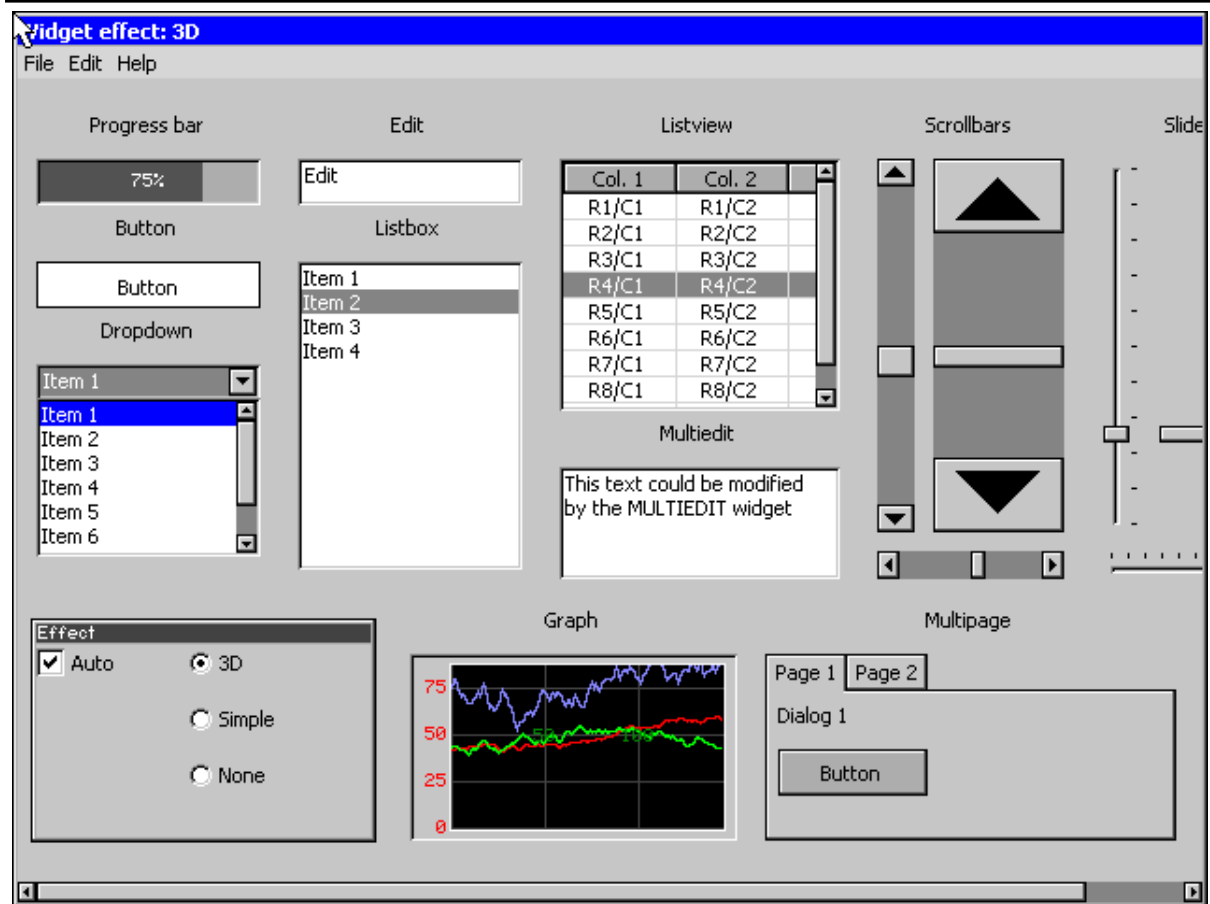 Widget effect: 3D
File Edit Help
Progress bar
Edit
Listview
Scrollbars
Slide
75%
Edit
Button
Listbox
Button
Dropdown
Item 1
Item 1
Item 2
Item 3
Item 4
Item 5
Item 6
Item 1
Item 2
Item 3
Item 4
Col. 1 Col. 2
R1/C1 R1/C2
R2/C1 R2/C2
R3/C1 R3/C2
R4/C1 R4/C2
R5/C1 R5/C2
R6/C1 R6/C2
R7/C1 R7/C2
R8/C1 R8/C2
Multiedit
This text could be modified
by the MULTIEDIT widget
Effect
Auto
3D
Simple
None
Graph
75
50
25
0
50 100
Multipage
Page 1 Page 2
Dialog 1
Button